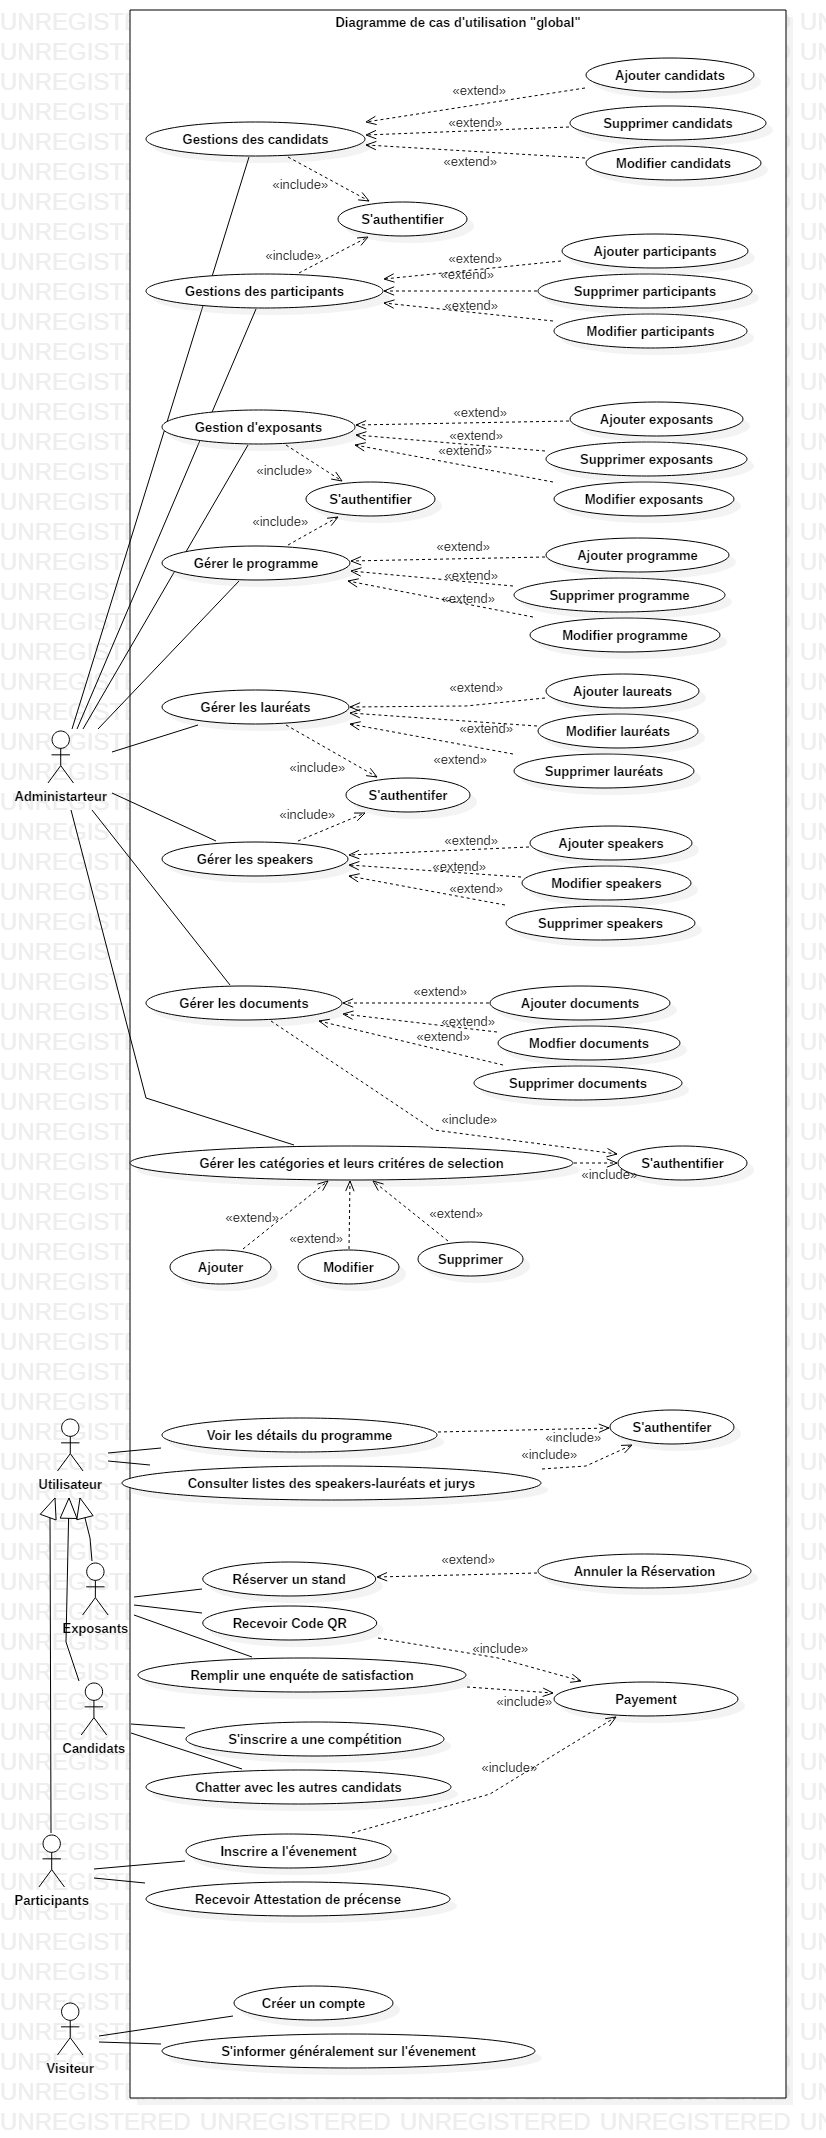 Diagramme de cas d'utilisation "global"
Ajouter candidats
«extend»
Supprimer candidats
«extend»
Gestions des candidats
Modifier candidats
«extend»
«include»
S'authentifier
«include»
Ajouter participants
«extend»
«extend»
Gestions des participants
Supprimer participants
«extend»
Modifier participants
Ajouter exposants
«extend»
Gestion d'exposants
«extend»
«extend»
Supprimer exposants
«include»
S'authentifier
Modifier exposants
«include»
«extend»
Ajouter programme
Gérer le programme
«extend»
Supprimer programme
«extend»
Modifier programme
«extend»
Ajouter laureats
Gérer les lauréats
«extend»
Modifier lauréats
«extend»
Supprimer lauréats
«include»
Administarteur
S'authentifer
«include»
«extend»
Ajouter speakers
Gérer les speakers
«extend»
Modifier speakers
«extend»
Supprimer speakers
«extend»
Gérer les documents
Ajouter documents
«extend»
«extend»
Modfier documents
Supprimer documents
«include»
Gérer les catégories et leurs critéres de selection
S'authentifier
«include»
«extend»
«extend»
«extend»
Ajouter
Modifier
Supprimer
Voir les détails du programme
S'authentifer
«include»
«include»
Utilisateur
Consulter listes des speakers-lauréats et jurys
«extend»
Réserver un stand
Annuler la Réservation
Exposants
Recevoir Code QR
«include»
Remplir une enquéte de satisfaction
«include»
Payement
Candidats
S'inscrire a une compétition
«include»
Chatter avec les autres candidats
Inscrire a l'évenement
Participants
Recevoir Attestation de précense
Créer un compte
Visiteur
S'informer généralement sur l'évenement
UNREGISTERED UNREGISTERED UNREGISTERED UNREGISTERED